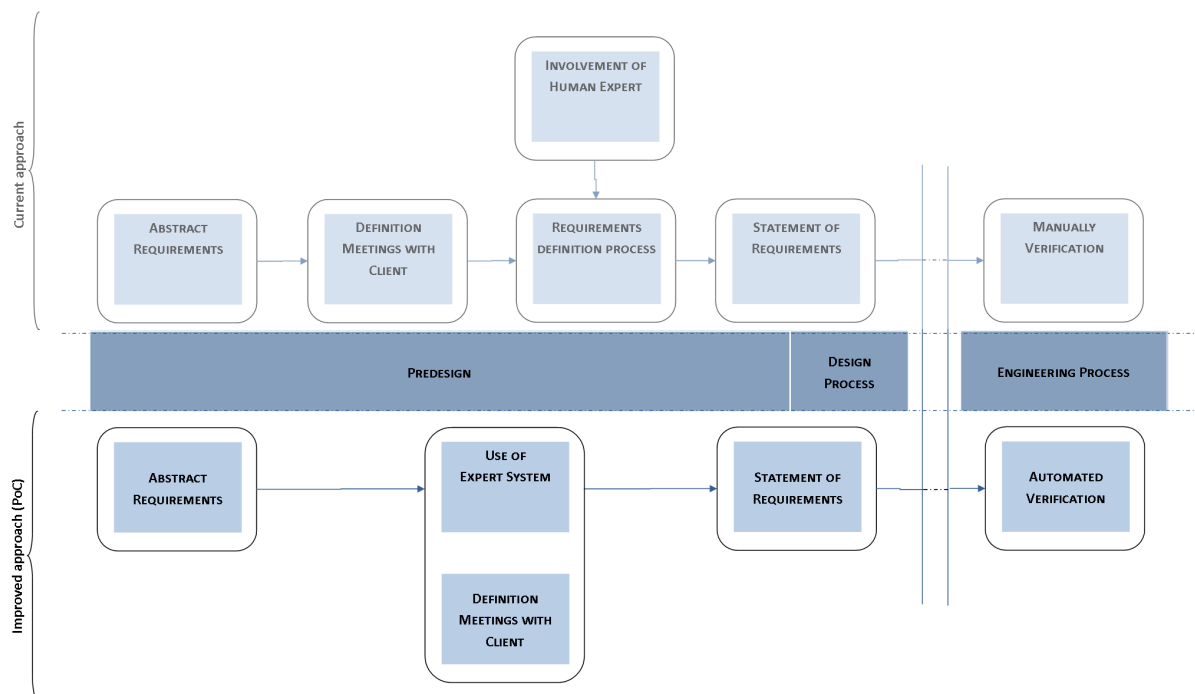 Current approach
INVOLVEMENT OF
HUMAN EXPERT
ABSTRACT
REQUIREMENTS
DEFINITION
MEETINGS WITH
CLIENT
REQUIREMENTS
DEFINITION PROCESS
STATEMENT OF
REQUIREMENTS
MANUALLY
VERIFICATION
PREDESIGN
DESIGN
PROCESS
ENGINEERING PROCESS
Improved approach (PoC)
ABSTRACT
REQUIREMENTS
USE OF
EXPERT SYSTEM
DEFINITION
MEETINGS WITH
CLIENT
STATEMENT OF
REQUIREMENTS
AUTOMATED
VERIFICATION